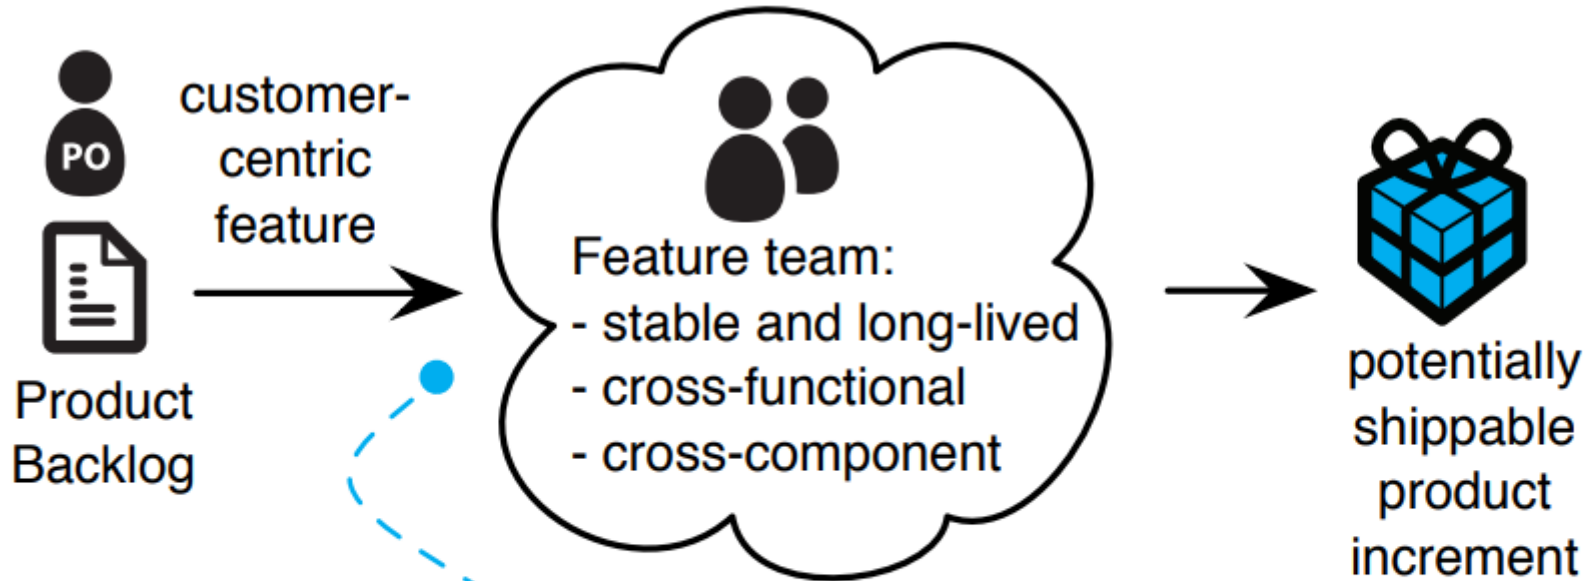 PO
Product
Backlog
customer-
centric
feature
Feature team:
- stable and long-lived
- cross-functional
- cross-component
potentially
shippable
product
increment